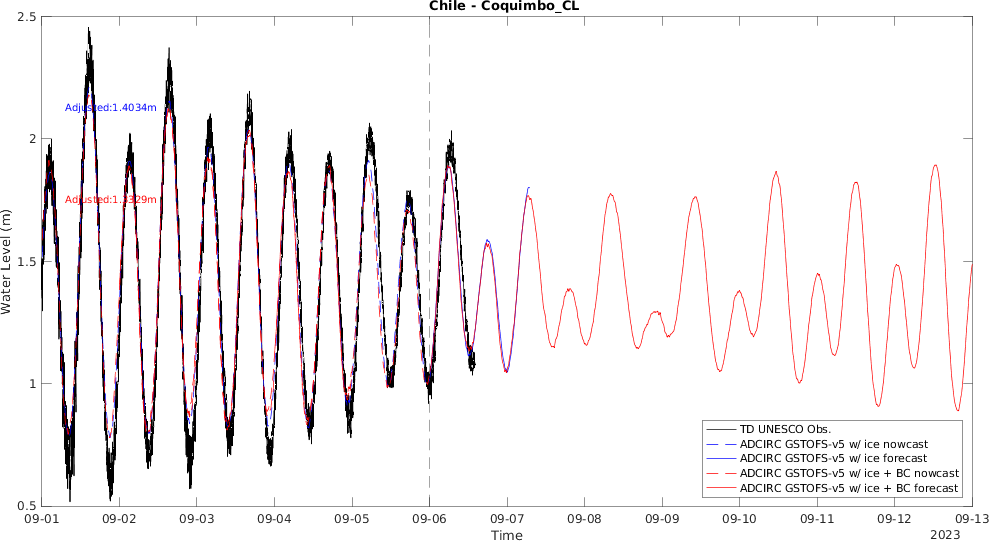 Chile - Coquimbo_CL
2.5
2
1.5
1
0.5
Water Level (m)
Adjusted:1.4034m
Adjusted:1.3329m
TD UNESCO Obs.
ADCIRC GSTOFS-v5 w/ ice nowcast
ADCIRC GSTOFS-v5 w/ ice forecast
ADCIRC GSTOFS-v5 w/ ice + BC nowcast
ADCIRC GSTOFS-v5 w/ ice + BC forecast
09-01 09-02 09-03 09-04 09-05 09-06 09-07 09-08 09-09 09-10 09-11 09-12 09-13
Time
2023